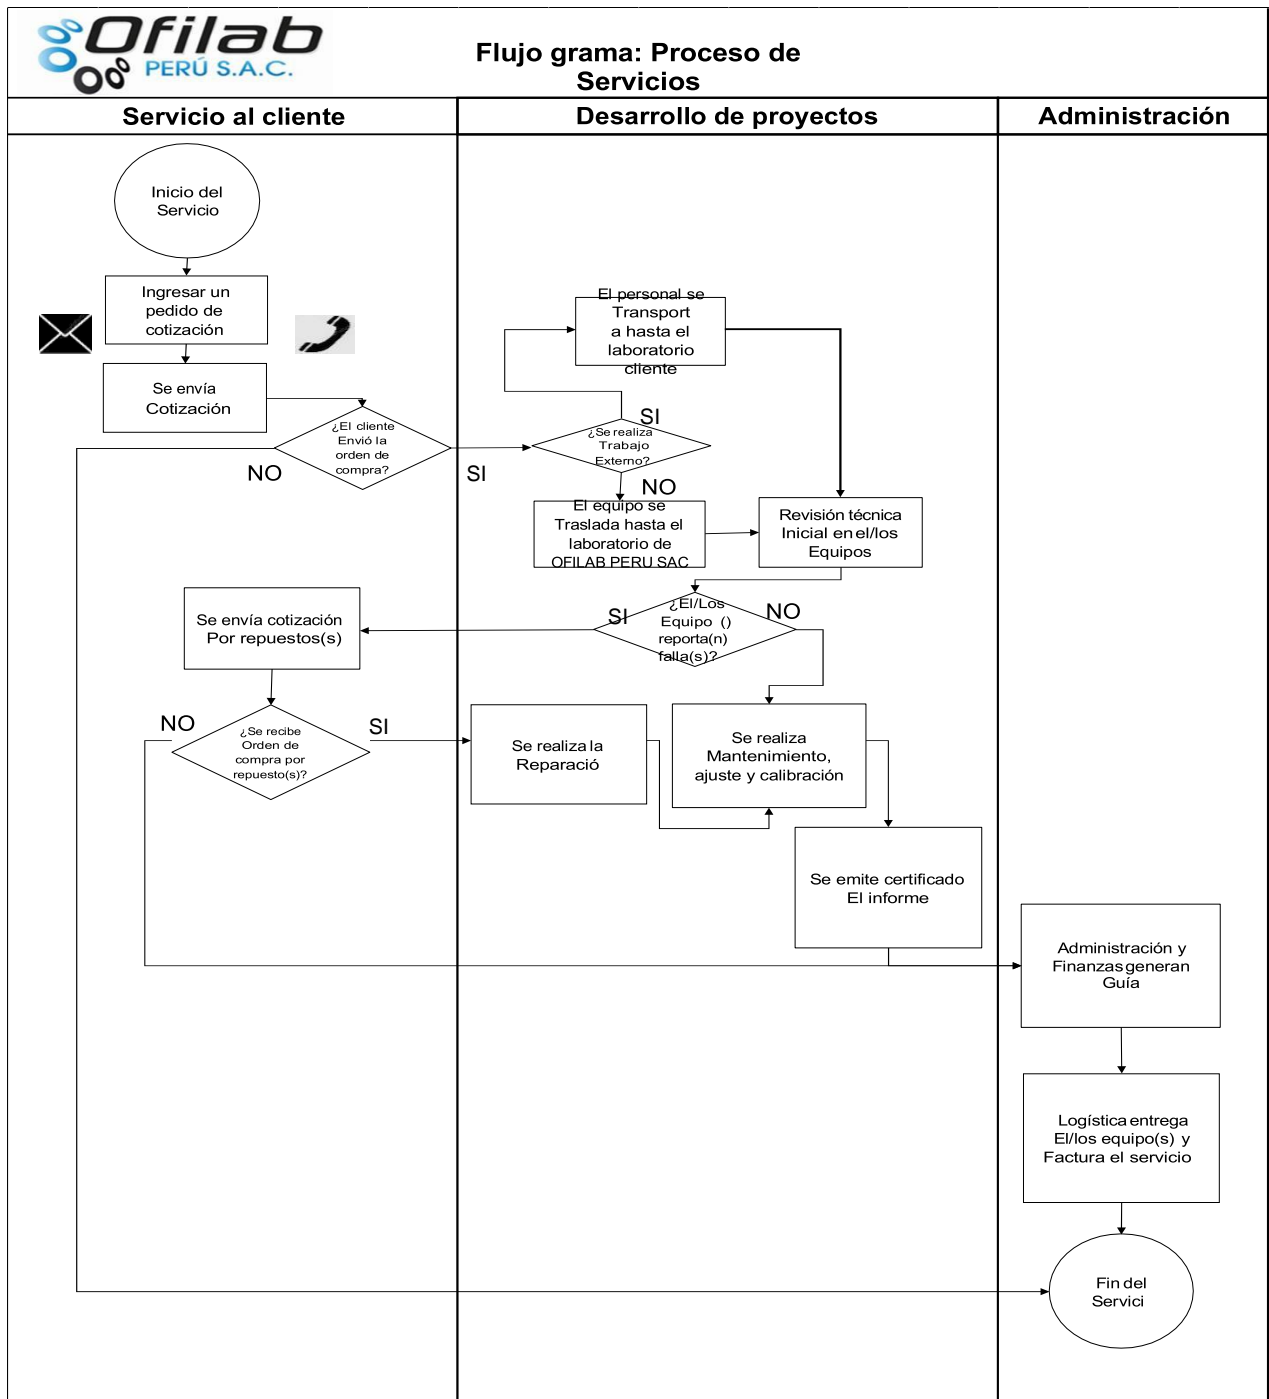 Ofilab
PERÚ S.A.C.
Flujo grama: Proceso de
Servicios
Servicio al cliente
Desarrollo de proyectos
Administración
Inicio del
Servicio
Ingresar un
pedido de
cotización
Se envía
Cotización
¿El cliente
Envió la
orden de
compra?
NO
SI
El personal se
Transport
a hasta el
laboratorio
cliente
SI
¿Se realiza
Trabajo
Externo?
NO
El equipo se
Traslada hasta el
laboratorio de
OFILAB PERU SAC
Revisión técnica
Inicial en el/los
Equipos
¿El/Los
Equipo ()
reporta(n)
falla(s)?
SI
NO
Se envía cotización
Por repuestos(s)
¿Se recibe
Orden de
compra por
repuesto(s)?
NO
SI
Se realiza la
Reparació
Se realiza
Mantenimiento,
ajuste y calibración
Se emite certificado
El informe
Administración y
Finanzas generan
Guía
Logística entrega
El/los equipo(s) y
Factura el servicio
Fin del
Servici